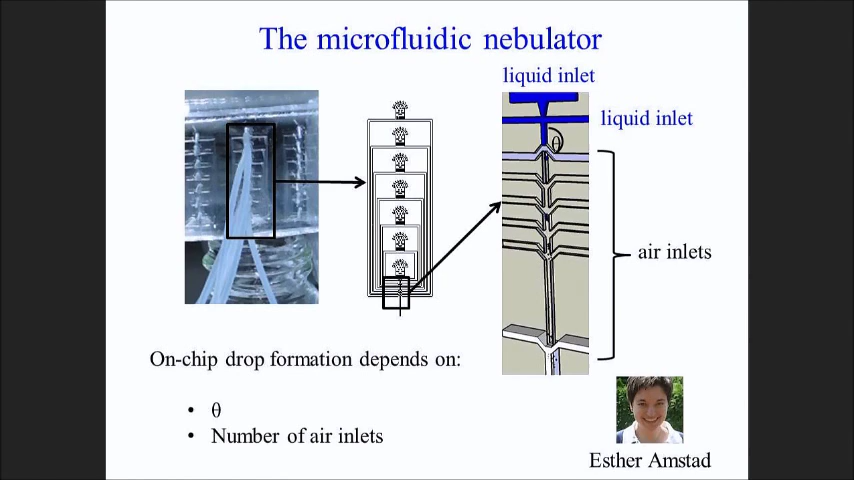 The microfluidic nebulator
liquid inlet
liquid inlet
θ
air inlets
On-chip drop formation depends on:
• θ
• Number of air inlets
Esther Amstad